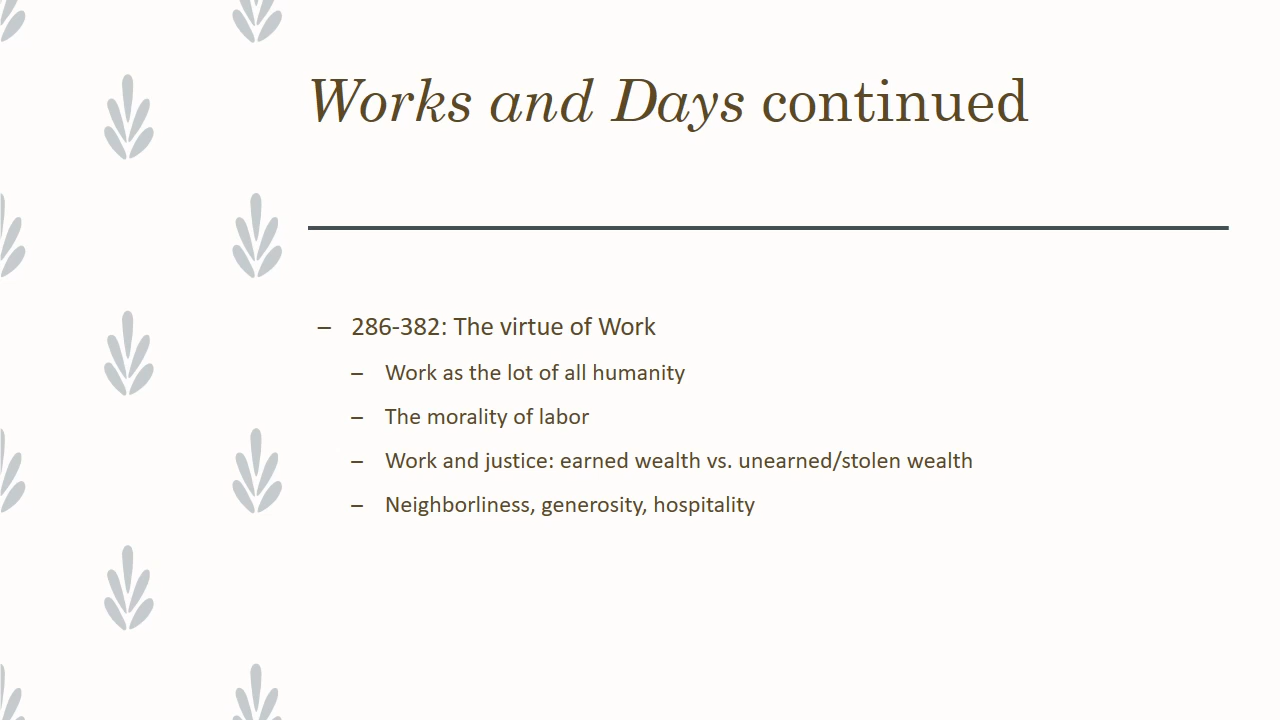 Works and Days continued
– 286-382: The virtue of Work
– Work as the lot of all humanity
– The morality of labor
– Work and justice: earned wealth vs. unearned/stolen wealth
– Neighborliness, generosity, hospitality